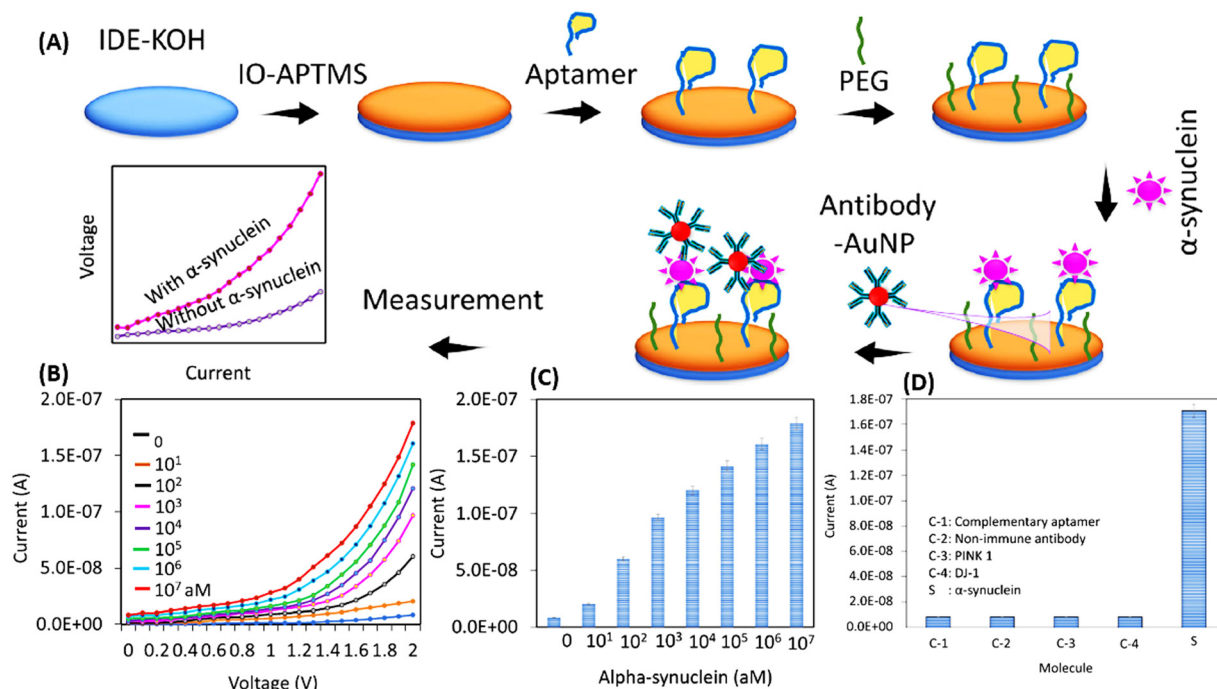 (A)
IDE-KOH
IO-APTMS
Aptamer
PEG
α-synuclein
Antibody
-AuNP
Measurement
Voltage
With α-synuclein
Without α-synuclein
Current
(B)
Current (A)
2.0E-07
1.5E-07
1.0E-07
5.0E-08
0.0E+00
0
10¹
10²
10³
10⁴
10⁵
10⁶
10⁷ aM
0 0.2 0.4 0.6 0.8 1 1.2 1.4 1.6 1.8 2
Voltage (V)
(C)
Current (A)
2.0E-07
1.5E-07
1.0E-07
5.0E-08
0.0E+00
0 10¹ 10² 10³ 10⁴ 10⁵ 10⁶ 10⁷
Alpha-synuclein (aM)
(D)
Current (A)
1.8E-07
1.6E-07
1.4E-07
1.2E-07
1.0E-07
8.0E-08
6.0E-08
4.0E-08
2.0E-08
0.0E+00
C-1: Complementary aptamer
C-2: Non-immune antibody
C-3: PINK 1
C-4: DJ-1
S : α-synuclein
C-1 C-2 C-3 C-4 S
Molecule